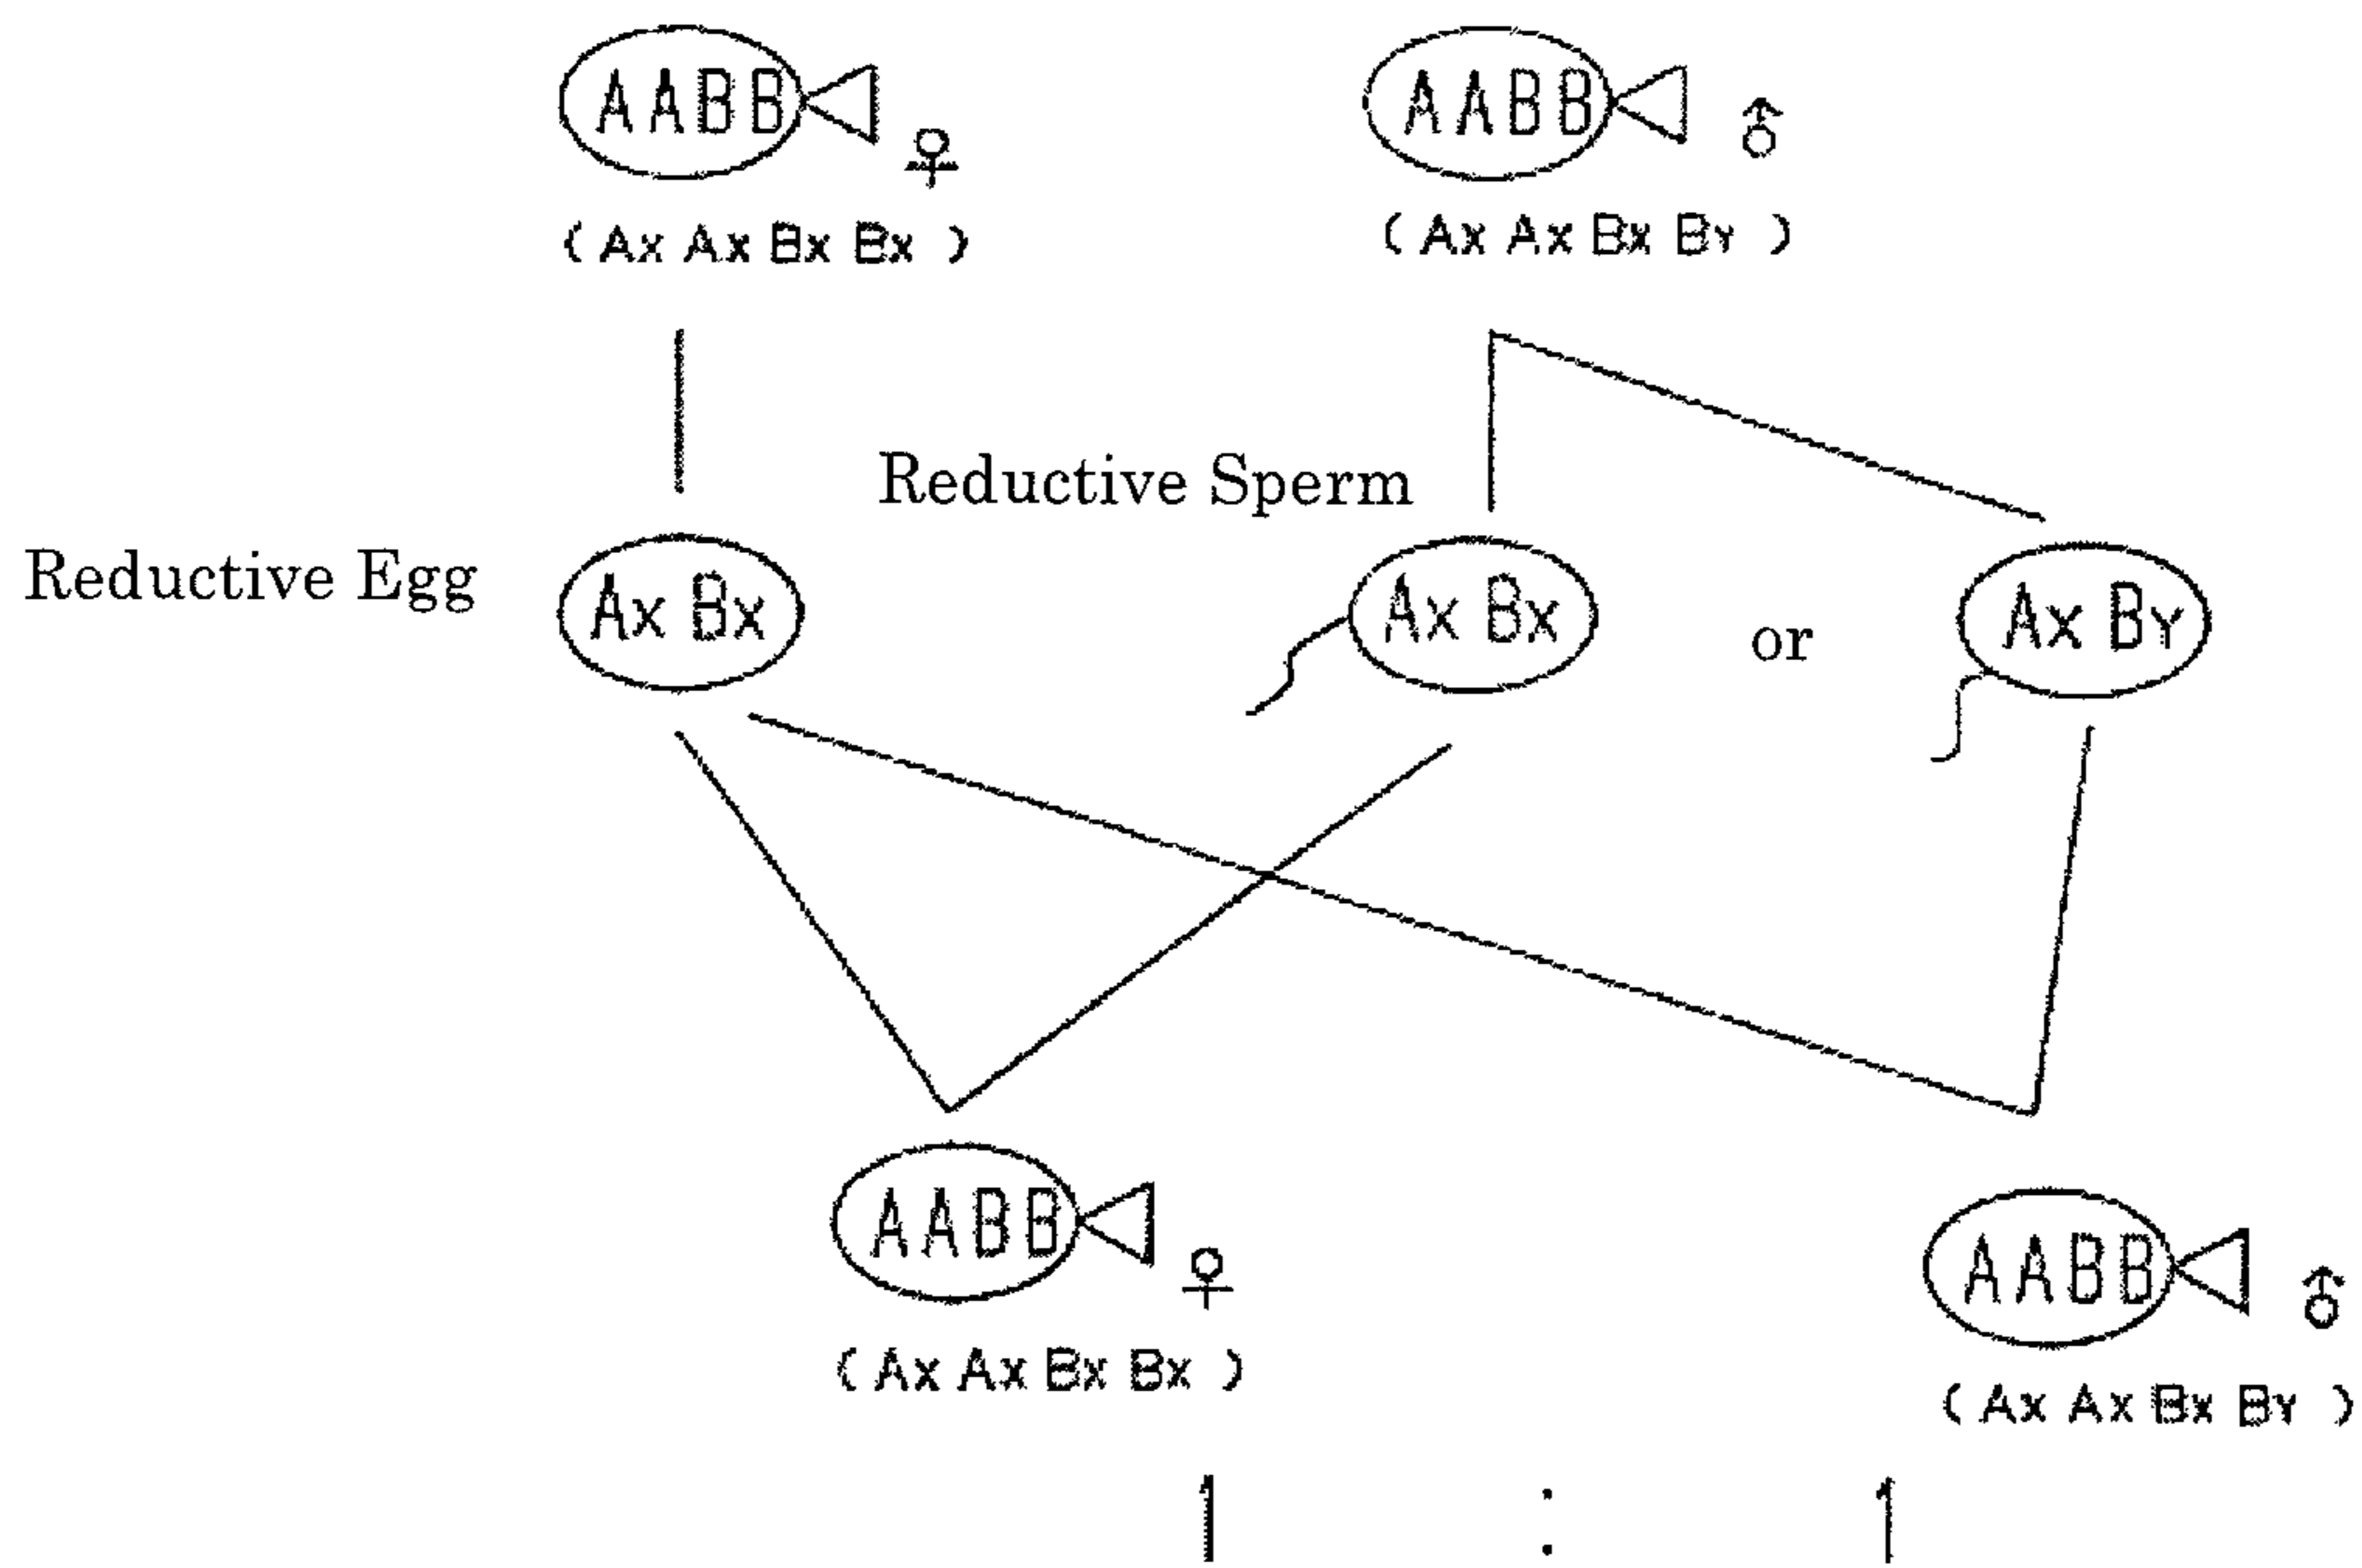 AABB ♀ AABB ♂
(Ax Ax Bx Bx) (Ax Ax Bx BY)
Reductive Sperm
Reductive Egg
Ax Bx Ax Bx or Ax BY
AABB ♀ AABB ♂
(Ax Ax Bx Bx) (Ax Ax Bx BY)
1 : 1